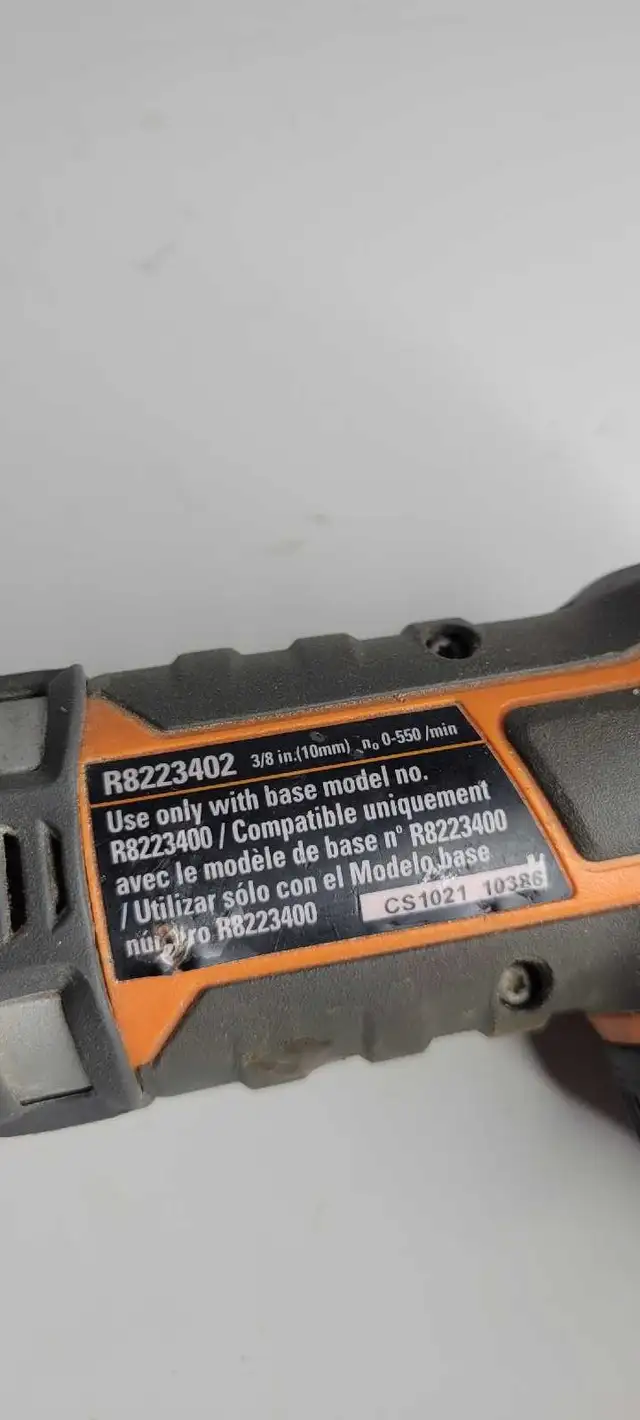 R8223402 3/8 in.(10mm) n₀ 0-550 /min
Use only with base model no.
R8223400 / Compatible uniquement
avec le modèle de base n° R8223400
/ Utilizar sólo con el Modelo base
R8223400
CS1021 10386